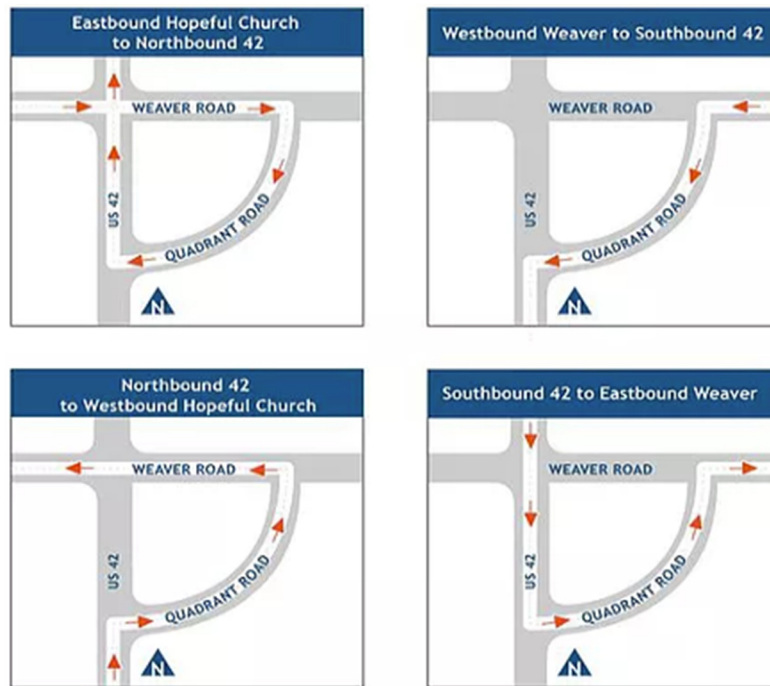 Eastbound Hopeful Church
to Northbound 42
WEAVER ROAD
US 42
QUADRANT ROAD
N
Westbound Weaver to Southbound 42
WEAVER ROAD
US 42
QUADRANT ROAD
N
Northbound 42
to Westbound Hopeful Church
WEAVER ROAD
US 42
QUADRANT ROAD
N
Southbound 42 to Eastbound Weaver
WEAVER ROAD
US 42
QUADRANT ROAD
N